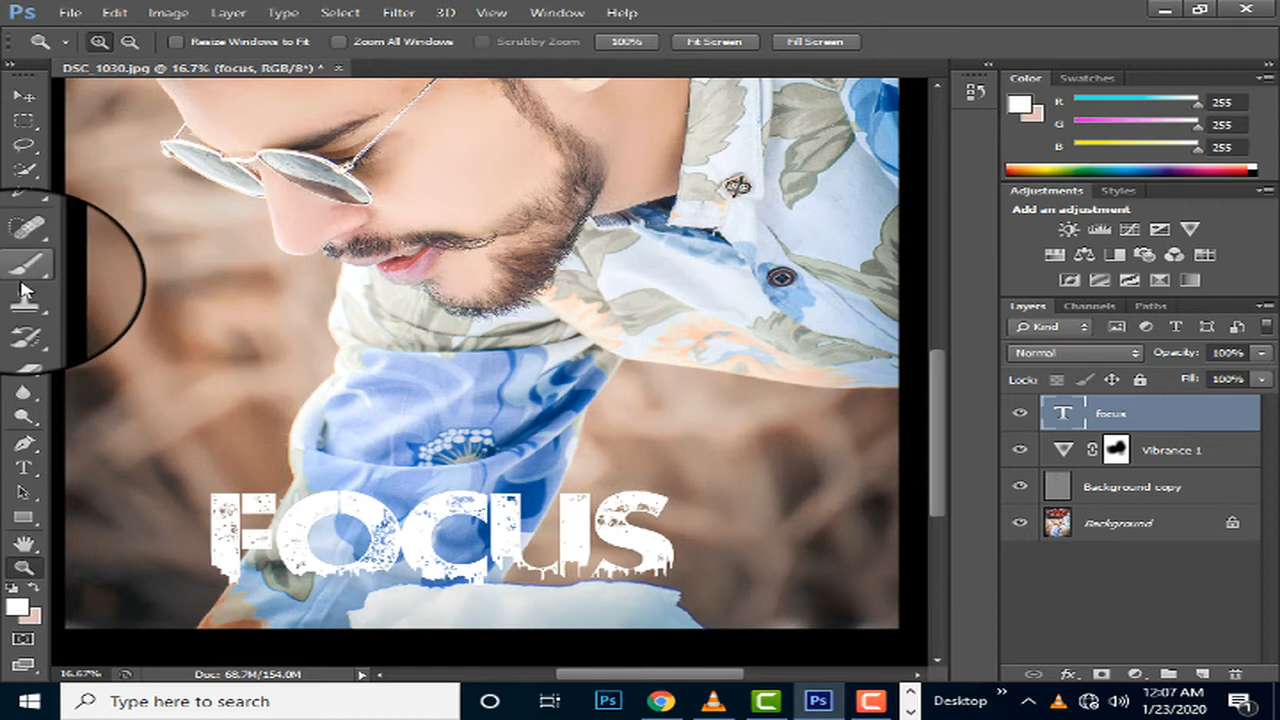 Ps File Edit Image Layer Type Select Filter 3D View Window Help
Resize Windows to Fit Zoom All Windows Scrubby Zoom 100% Fit Screen Fill Screen
DSC_1030.jpg @ 16.7% (focus, RGB/8*) * ×
Color Swatches
R 255
G 255
B 255
Adjustments Styles
Add an adjustment
Layers Channels Paths
Kind
Normal Opacity: 100%
Lock: Fill: 100%
focus
Vibrance 1
Background copy
Background
FOCUS
16.67% Doc: 68.7M/154.0M
Type here to search
Desktop
12:07 AM
1/23/2020
1